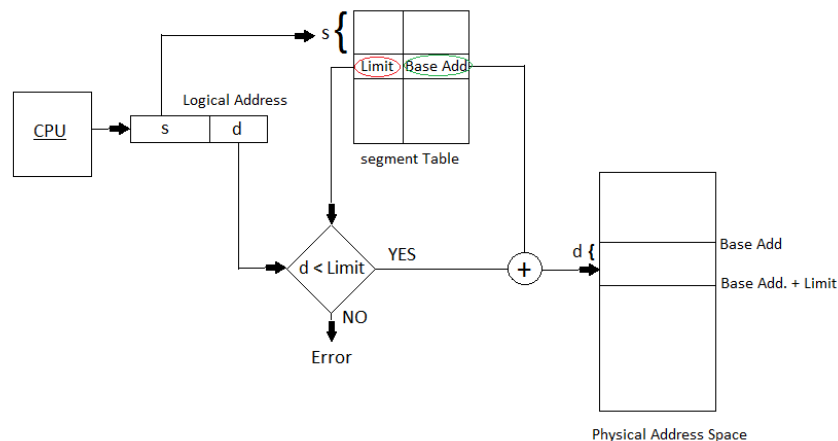 s {
Limit
Base Add
Logical Address
CPU
s
d
segment Table
d < Limit
YES
+
d {
Base Add
Base Add. + Limit
NO
Error
Physical Address Space